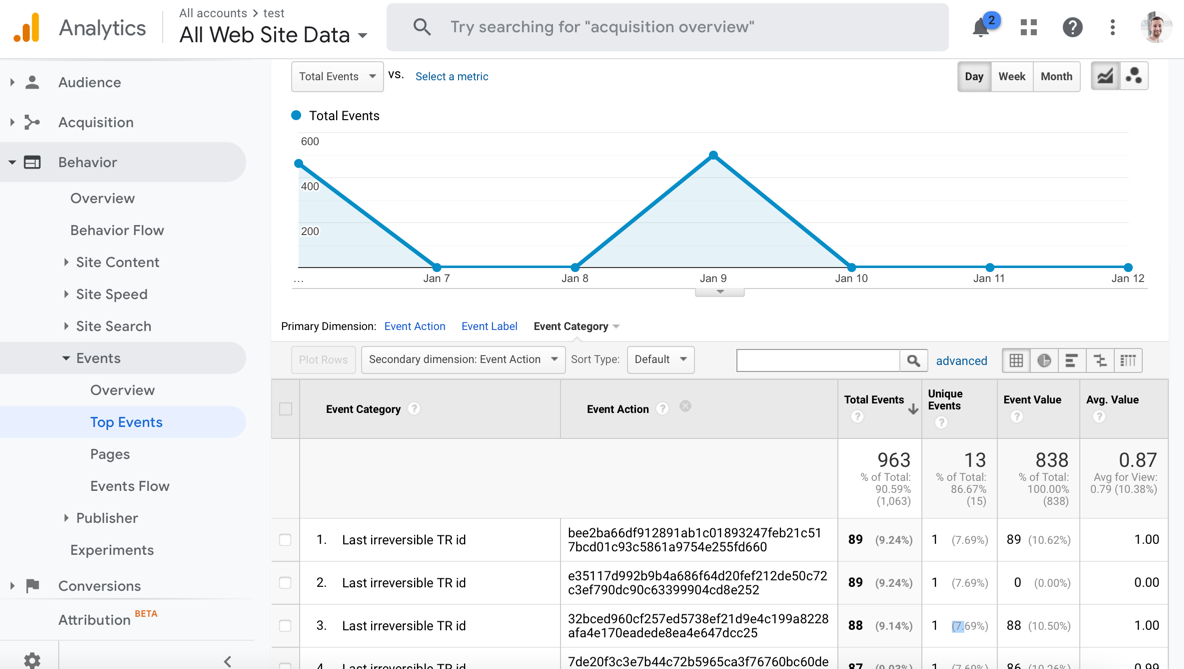 Analytics
All accounts > test
All Web Site Data
Try searching for "acquisition overview"
2
Audience
Acquisition
Behavior
Overview
Behavior Flow
Site Content
Site Speed
Site Search
Events
Overview
Top Events
Pages
Events Flow
Publisher
Experiments
Conversions
Attribution BETA
Total Events
vs.
Select a metric
Day
Week
Month
Total Events
600
400
200
...
Jan 7
Jan 8
Jan 9
Jan 10
Jan 11
Jan 12
Primary Dimension:
Event Action
Event Label
Event Category
Plot Rows
Secondary dimension: Event Action
Sort Type:
Default
advanced
Event Category ?
Event Action ?
Total Events
?
Unique
Events
?
Event Value
?
Avg. Value
?
963
% of Total:
90.59%
(1,063)
13
% of Total:
86.67%
(15)
838
% of Total:
100.00%
(838)
0.87
Avg for View:
0.79 (10.38%)
1. Last irreversible TR id
bee2ba66df912891ab1c01893247feb21c51
7bcd01c93c5861a9754e255fd660
89 (9.24%)
1 (7.69%)
89 (10.62%)
1.00
2. Last irreversible TR id
e35117d992b9b4a686f64d20fef212de50c72
c3ef790dc90c63399904cd8e252
89 (9.24%)
1 (7.69%)
0 (0.00%)
0.00
3. Last irreversible TR id
32bced960cf257ed5738ef21d9e4c199a8228
afa4e170eadede8ea4e647dcc25
88 (9.14%)
1 (7.69%)
88 (10.50%)
1.00
4. Last irreversible TR id
7de20f3c3e7b44c72b5965ca3f76760bc60de
87 (9.03%)
1 (7.69%)
86 (10.26%)
0.99